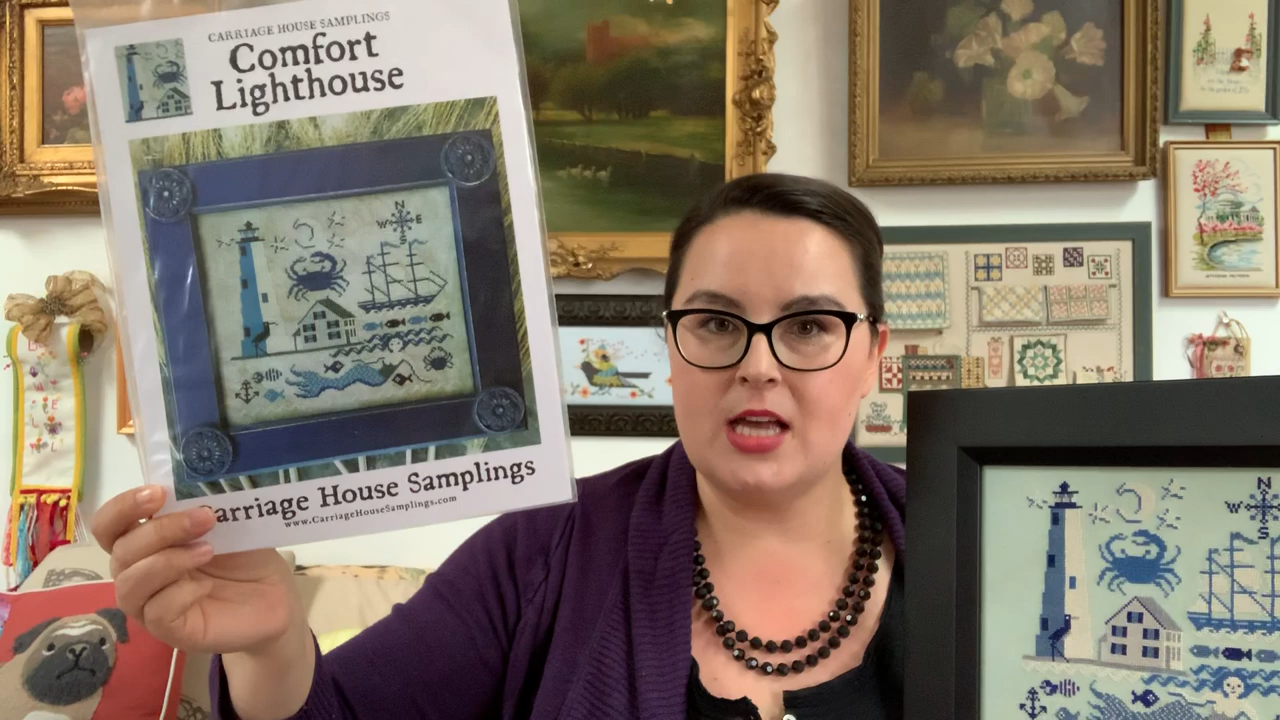 CARRIAGE HOUSE SAMPLINGS
Comfort
Lighthouse
N
W E
S
Carriage House Samplings
www.CarriageHouseSamplings.com
N
W
S